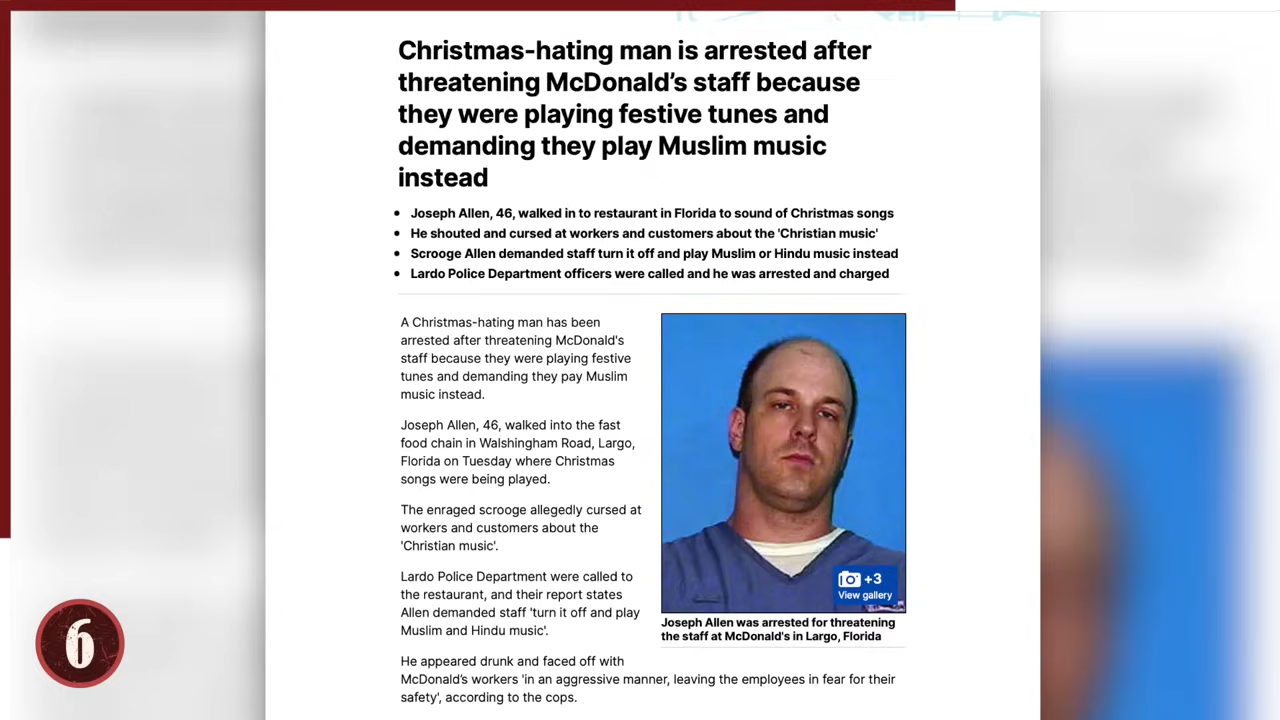 Christmas-hating man is arrested after
threatening McDonald's staff because
they were playing festive tunes and
demanding they play Muslim music
instead
• Joseph Allen, 46, walked in to restaurant in Florida to sound of Christmas songs
• He shouted and cursed at workers and customers about the 'Christian music'
• Scrooge Allen demanded staff turn it off and play Muslim or Hindu music instead
• Lardo Police Department officers were called and he was arrested and charged
A Christmas-hating man has been
arrested after threatening McDonald's
staff because they were playing festive
tunes and demanding they pay Muslim
music instead.
Joseph Allen, 46, walked into the fast
food chain in Walshingham Road, Largo,
Florida on Tuesday where Christmas
songs were being played.
The enraged scrooge allegedly cursed at
workers and customers about the
'Christian music'.
Lardo Police Department were called to
the restaurant, and their report states
Allen demanded staff 'turn it off and play
Muslim and Hindu music'.
He appeared drunk and faced off with
McDonald's workers 'in an aggressive manner, leaving the employees in fear for their
safety', according to the cops.
+3
View gallery
Joseph Allen was arrested for threatening
the staff at McDonald's in Largo, Florida
6